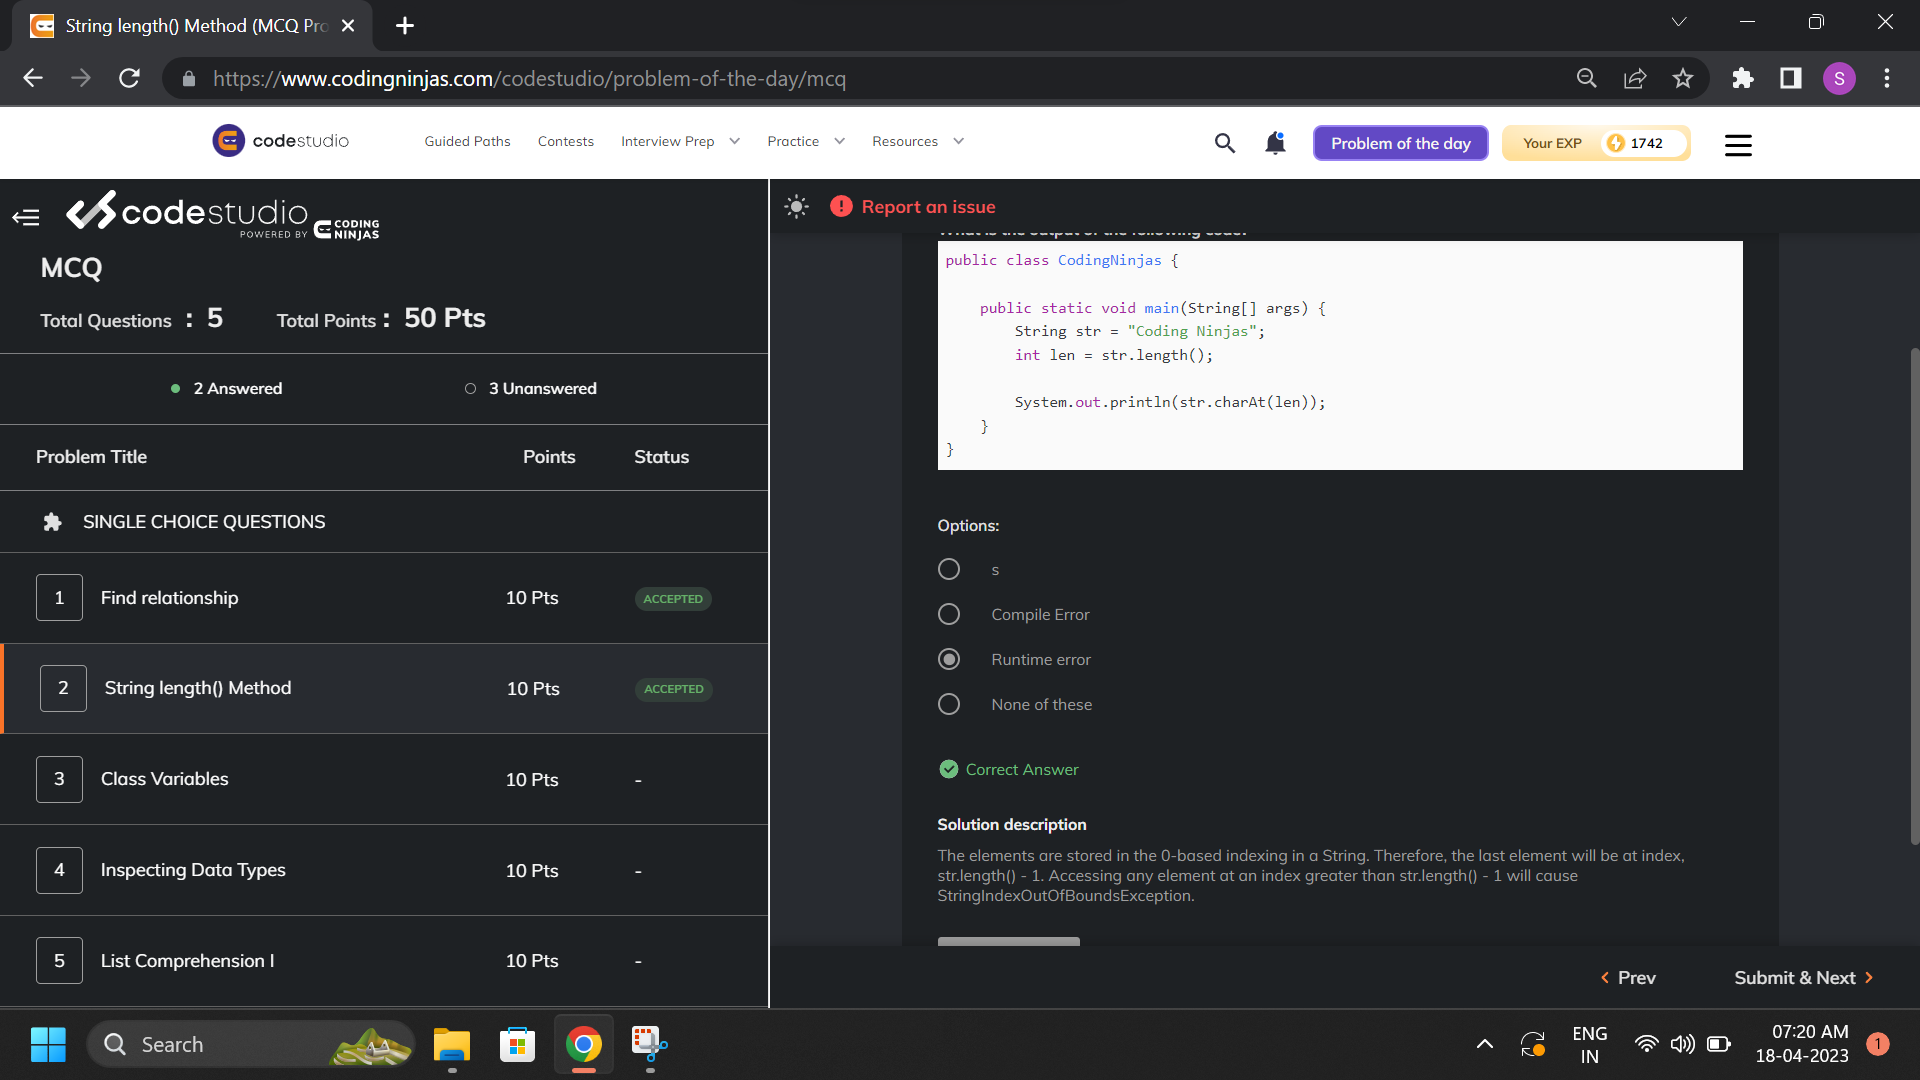 String length() Method (MCQ Pro
https://www.codingninjas.com/codestudio/problem-of-the-day/mcq
S
codestudio
Guided Paths
Contests
Interview Prep
Practice
Resources
Problem of the day
Your EXP
1742
codestudio
POWERED BY CODING NINJAS
Report an issue
MCQ
Total Questions : 5
Total Points : 50 Pts
2 Answered
3 Unanswered
Problem Title
Points
Status
SINGLE CHOICE QUESTIONS
1 Find relationship 10 Pts ACCEPTED
2 String length() Method 10 Pts ACCEPTED
3 Class Variables 10 Pts -
4 Inspecting Data Types 10 Pts -
5 List Comprehension I 10 Pts -
What is the output of the following code?
public class CodingNinjas {
public static void main(String[] args) {
String str = "Coding Ninjas";
int len = str.length();
System.out.println(str.charAt(len));
}
}
Options:
s
Compile Error
Runtime error
None of these
Correct Answer
Solution description
The elements are stored in the 0-based indexing in a String. Therefore, the last element will be at index,
str.length() - 1. Accessing any element at an index greater than str.length() - 1 will cause
StringIndexOutOfBoundsException.
Prev
Submit & Next
Search
ENG
IN
07:20 AM
18-04-2023
1